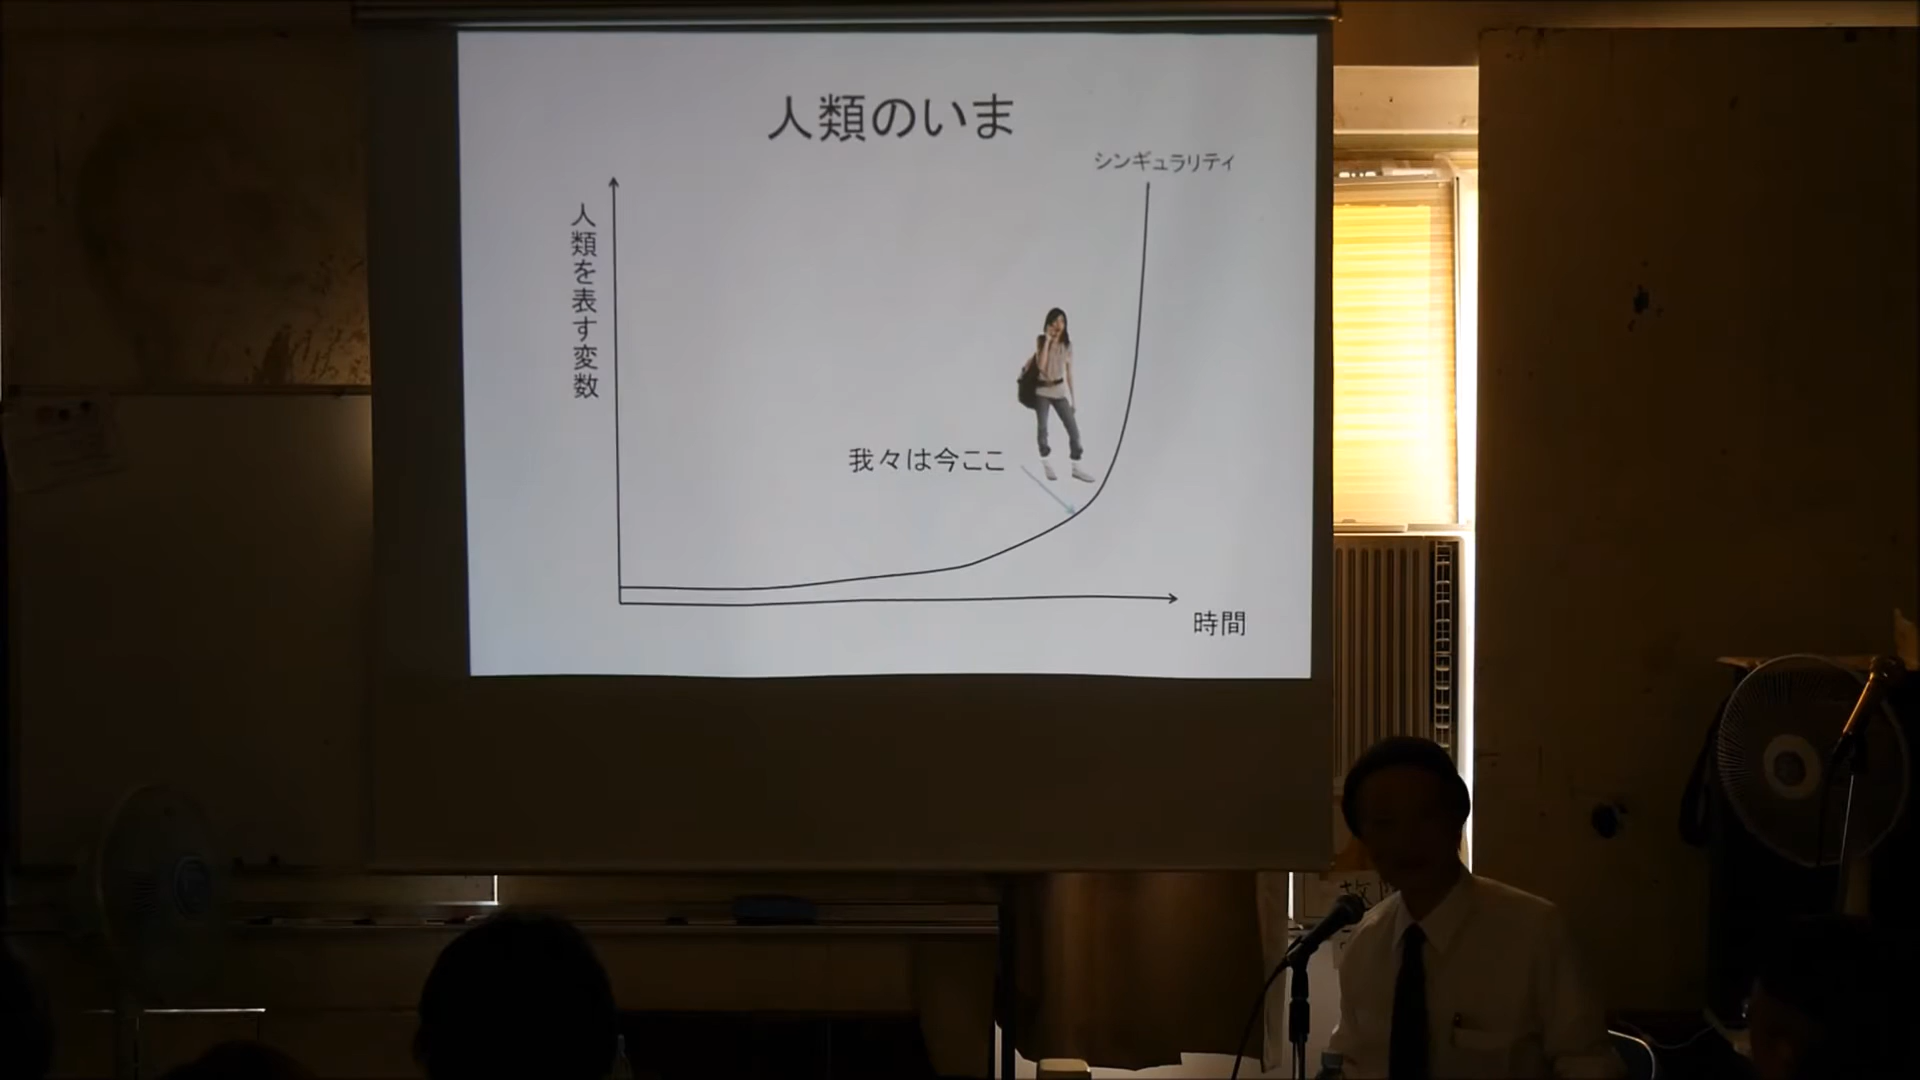 人類のいま
シンギュラリティ
人類を表す変数
我々は今ここ
時間